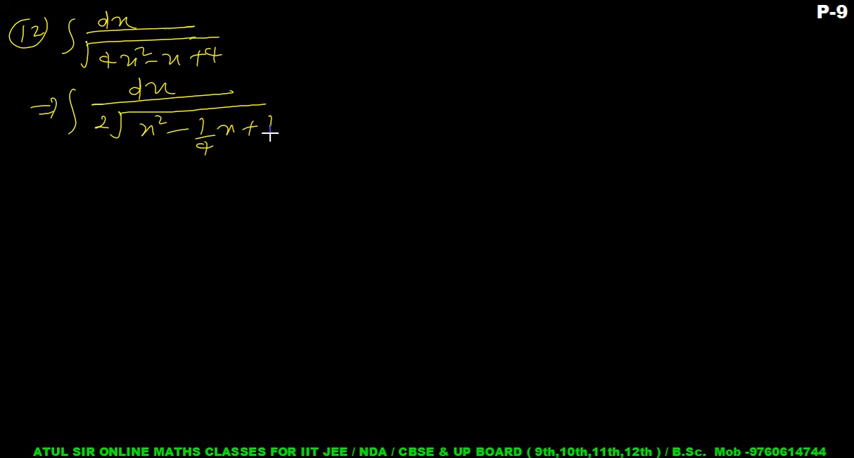 P-9
(12) ∫ dx / √(4x² - x + 4)
⇒ ∫ dx / 2√(x² - 1/4 x + 1
ATUL SIR ONLINE MATHS CLASSES FOR IIT JEE / NDA / CBSE & UP BOARD ( 9th,10th,11th,12th ) / B.Sc. Mob -9760614744